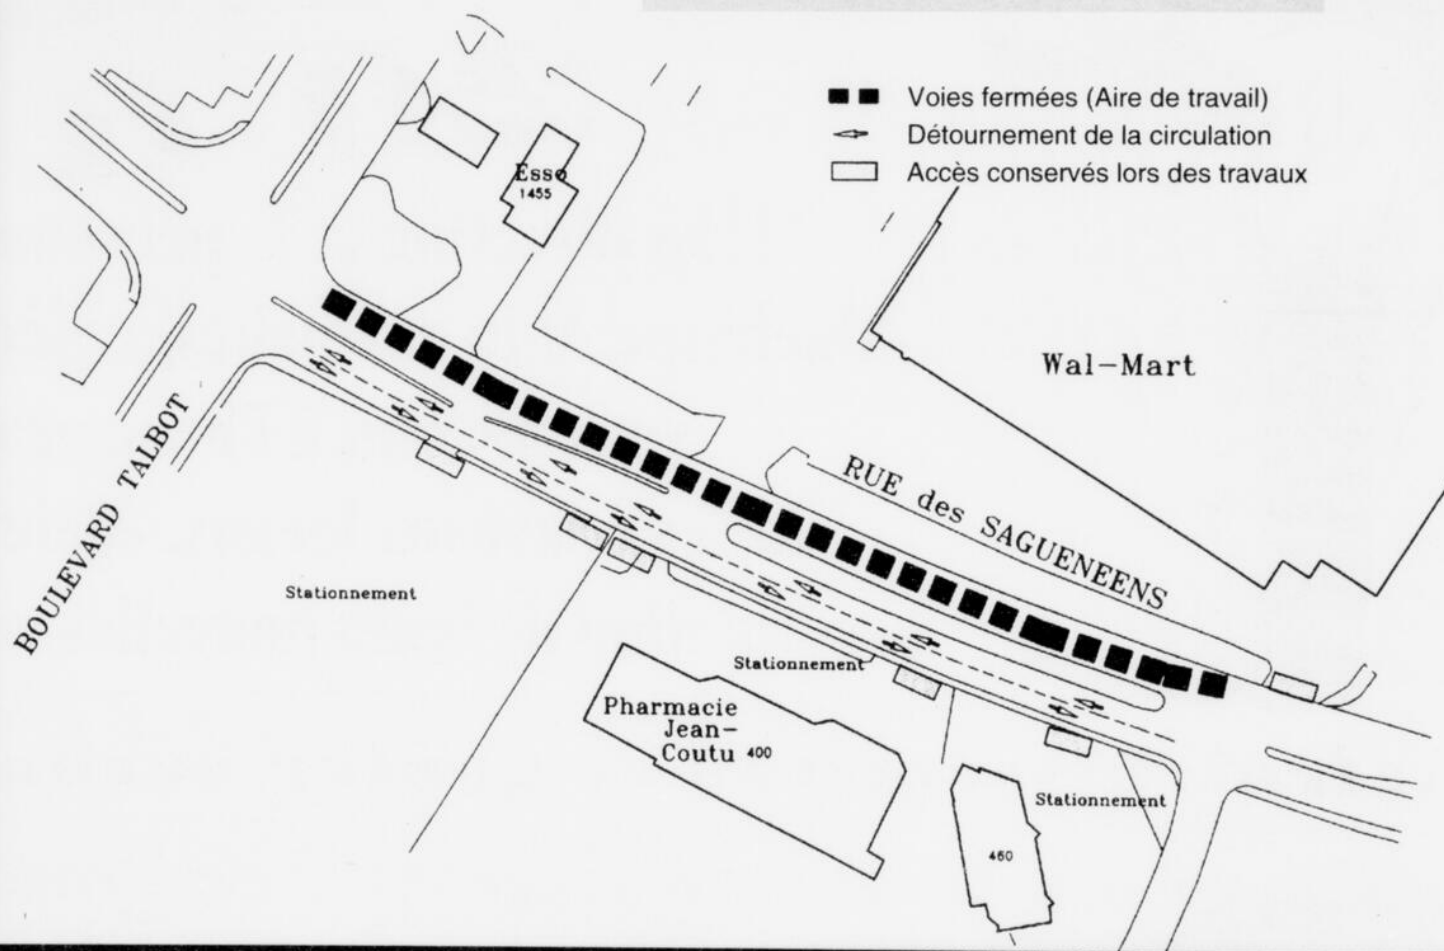 Voies fermées (Aire de travail)
Détournement de la circulation
Accès conservés lors des travaux
Esso
1455
Wal-Mart
BOULEVARD TALBOT
RUE des SAGUENEENS
Stationnement
Stationnement
Pharmacie
Jean-
Coutu 400
Stationnement
460